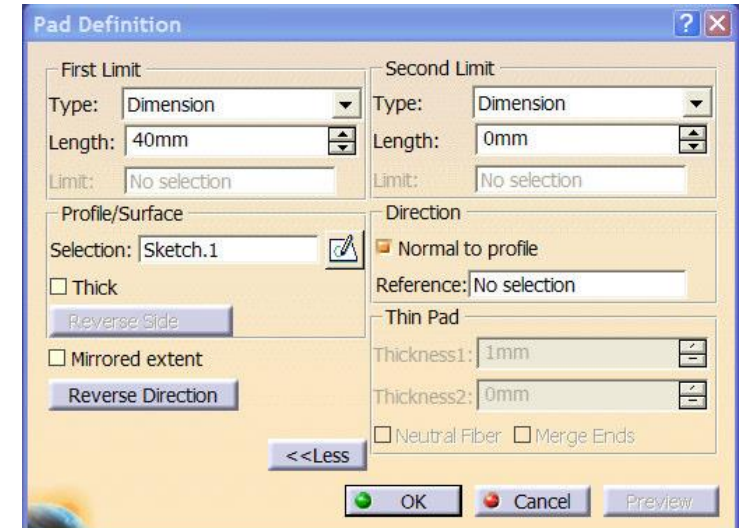 Pad Definition
First Limit
Type: Dimension
Length: 40mm
Limit: No selection
Second Limit
Type: Dimension
Length: 0mm
Limit: No selection
Profile/Surface
Selection: Sketch.1
Thick
Reverse Side
Direction
Normal to profile
Reference: No selection
Mirrored extent
Reverse Direction
Thin Pad
Thickness1: 1mm
Thickness2: 0mm
Neutral Fiber Merge Ends
<<Less
OK Cancel Preview